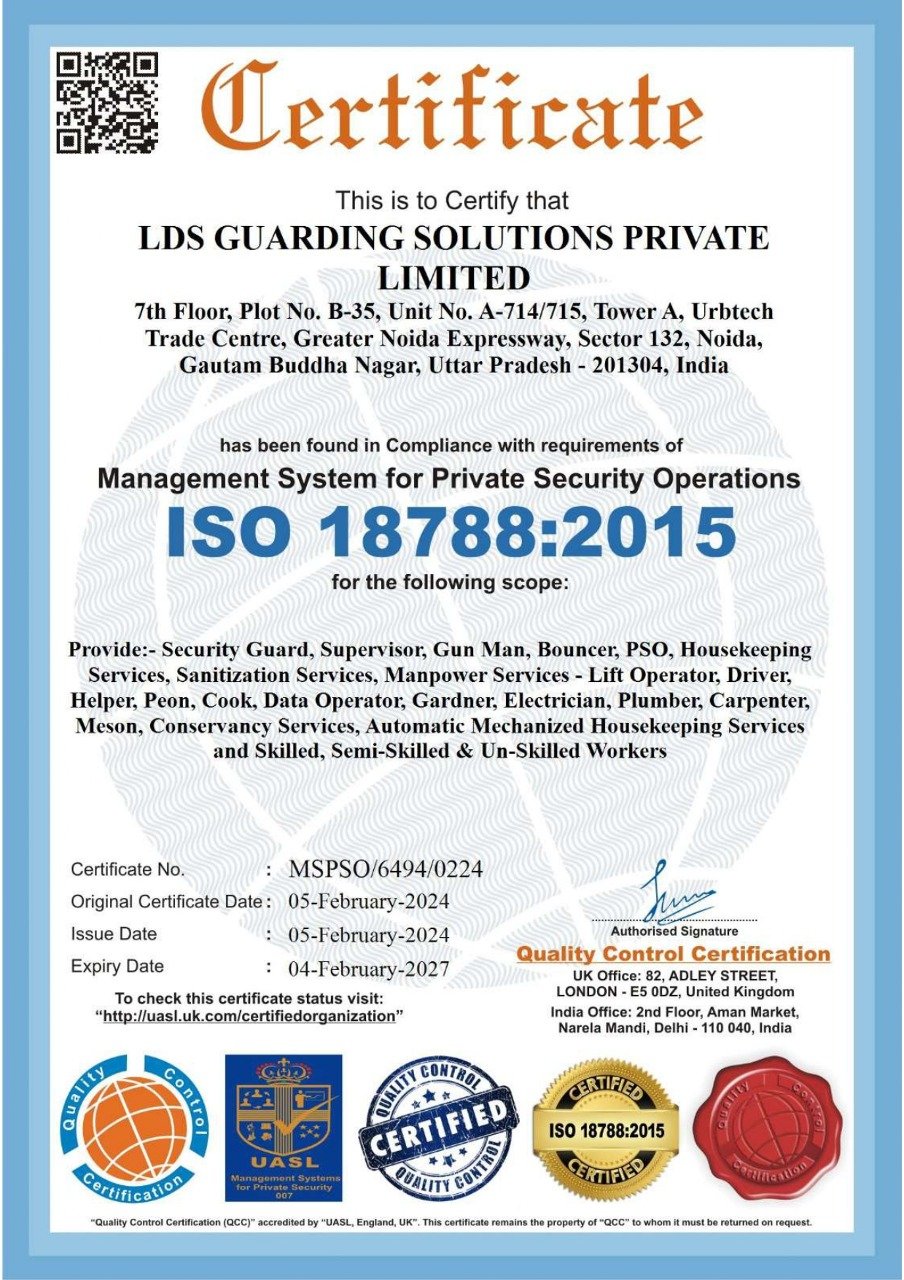 Certificate
This is to Certify that
LDS GUARDING SOLUTIONS PRIVATE
LIMITED
7th Floor, Plot No. B-35, Unit No. A-714/715, Tower A, Urbtech
Trade Centre, Greater Noida Expressway, Sector 132, Noida,
Gautam Buddha Nagar, Uttar Pradesh - 201304, India
has been found in Compliance with requirements of
Management System for Private Security Operations
ISO 18788:2015
for the following scope:
Provide:- Security Guard, Supervisor, Gun Man, Bouncer, PSO, Housekeeping
Services, Sanitization Services, Manpower Services - Lift Operator, Driver,
Helper, Peon, Cook, Data Operator, Gardner, Electrician, Plumber, Carpenter,
Meson, Conservancy Services, Automatic Mechanized Housekeeping Services
and Skilled, Semi-Skilled & Un-Skilled Workers
Certificate No. : MSPSO/6494/0224
Original Certificate Date : 05-February-2024
Issue Date : 05-February-2024
Expiry Date : 04-February-2027
To check this certificate status visit:
“http://uasl.uk.com/certifiedorganization”
Authorised Signature
Quality Control Certification
UK Office: 82, ADLEY STREET,
LONDON - E5 0DZ, United Kingdom
India Office: 2nd Floor, Aman Market,
Narela Mandi, Delhi - 110 040, India
Quality Control
Certification
UASL
Management Systems
for Private Security
007
QUALITY CONTROL
CERTIFIED
QUALITY CONTROL
CERTIFIED
ISO 18788:2015
CERTIFIED
Quality Control
Certification
“Quality Control Certification (QCC)” accredited by “UASL, England, UK”. This certificate remains the property of “QCC” to whom it must be returned on request.